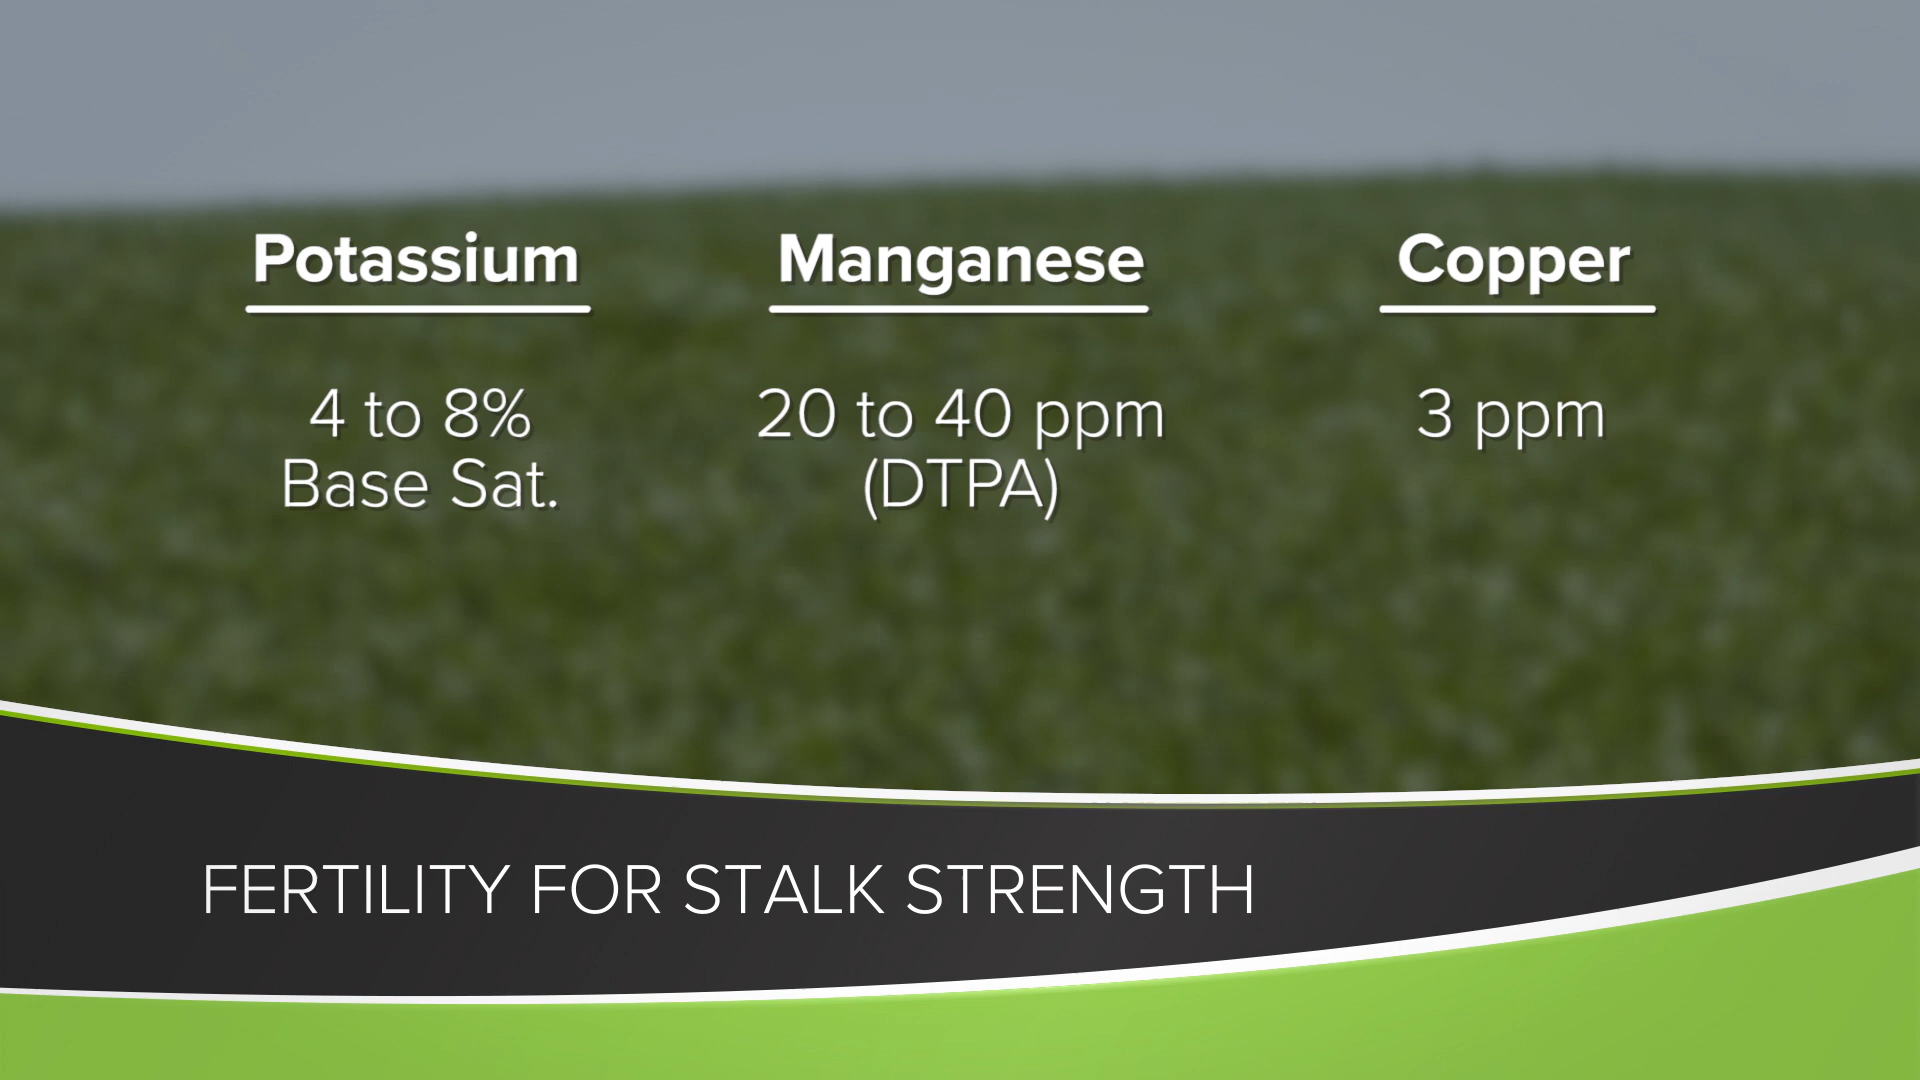 Potassium
4 to 8%
Base Sat.
Manganese
20 to 40 ppm
(DTPA)
Copper
3 ppm
FERTILITY FOR STALK STRENGTH